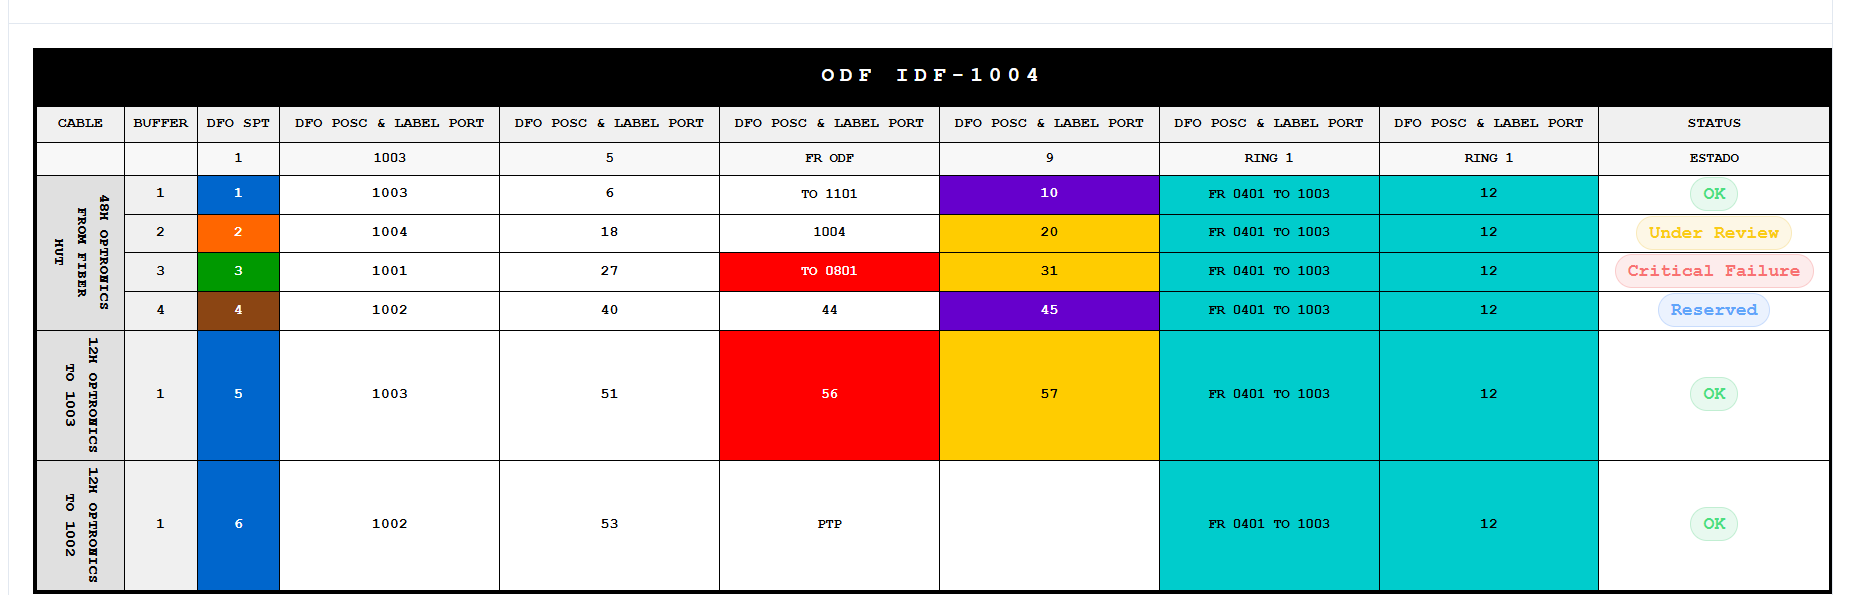 ODF IDF-1004
CABLE BUFFER DFO SPT DFO POSC & LABEL PORT DFO POSC & LABEL PORT DFO POSC & LABEL PORT DFO POSC & LABEL PORT DFO POSC & LABEL PORT DFO POSC & LABEL PORT STATUS
1 1003 5 FR ODF 9 RING 1 RING 1 ESTADO
48H OPTRONICS
FROM FIBER
HUT
1 1 1003 6 TO 1101 10 FR 0401 TO 1003 12 OK
2 2 1004 18 1004 20 FR 0401 TO 1003 12 Under Review
3 3 1001 27 TO 0801 31 FR 0401 TO 1003 12 Critical Failure
4 4 1002 40 44 45 FR 0401 TO 1003 12 Reserved
12H OPTRONICS
TO 1003
1 5 1003 51 56 57 FR 0401 TO 1003 12 OK
12H OPTRONICS
TO 1002
1 6 1002 53 PTP FR 0401 TO 1003 12 OK